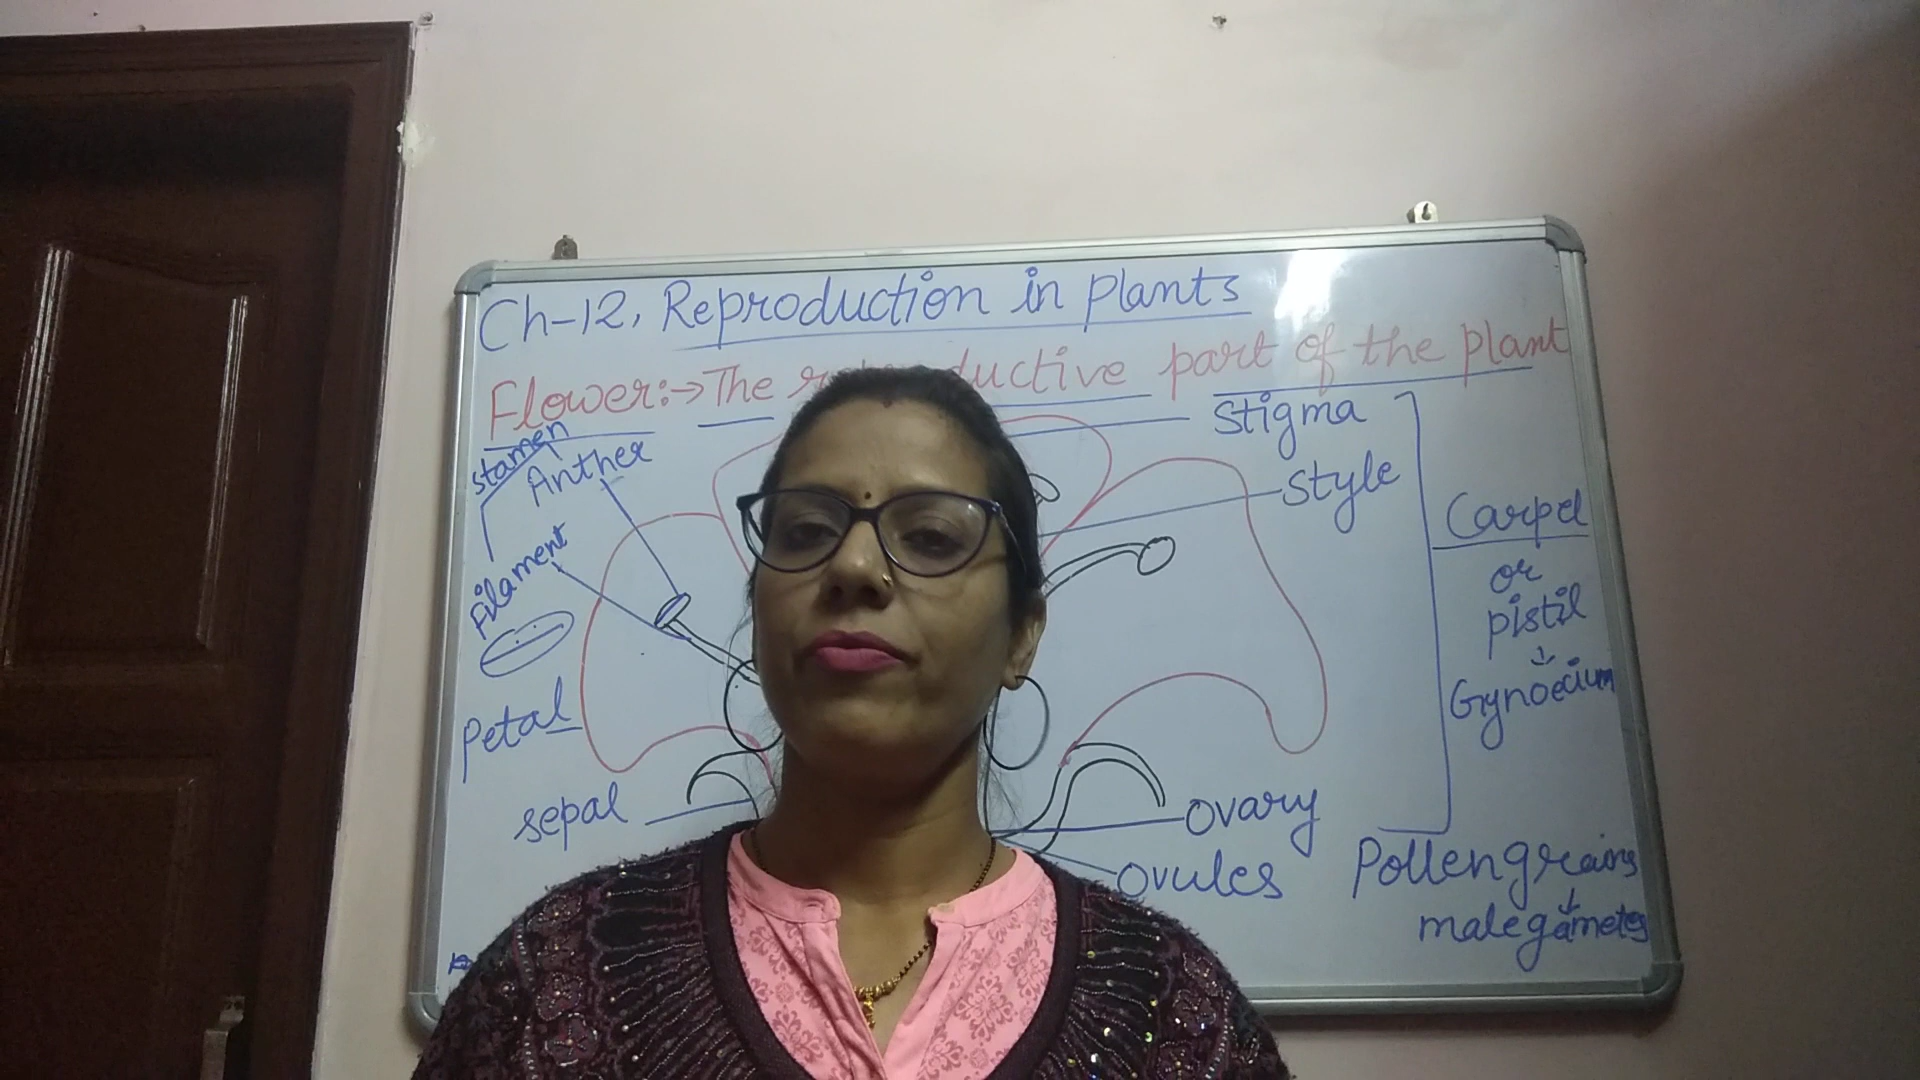 Ch-12, Reproduction in plants
Flower:→ The reproductive part of the plant
stamen
Anther
Filament
Petal
sepal
Stigma
Style
Carpel
or
pistil
↓
Gynoecium
ovary
ovules
Pollengrains
↓
malegametes